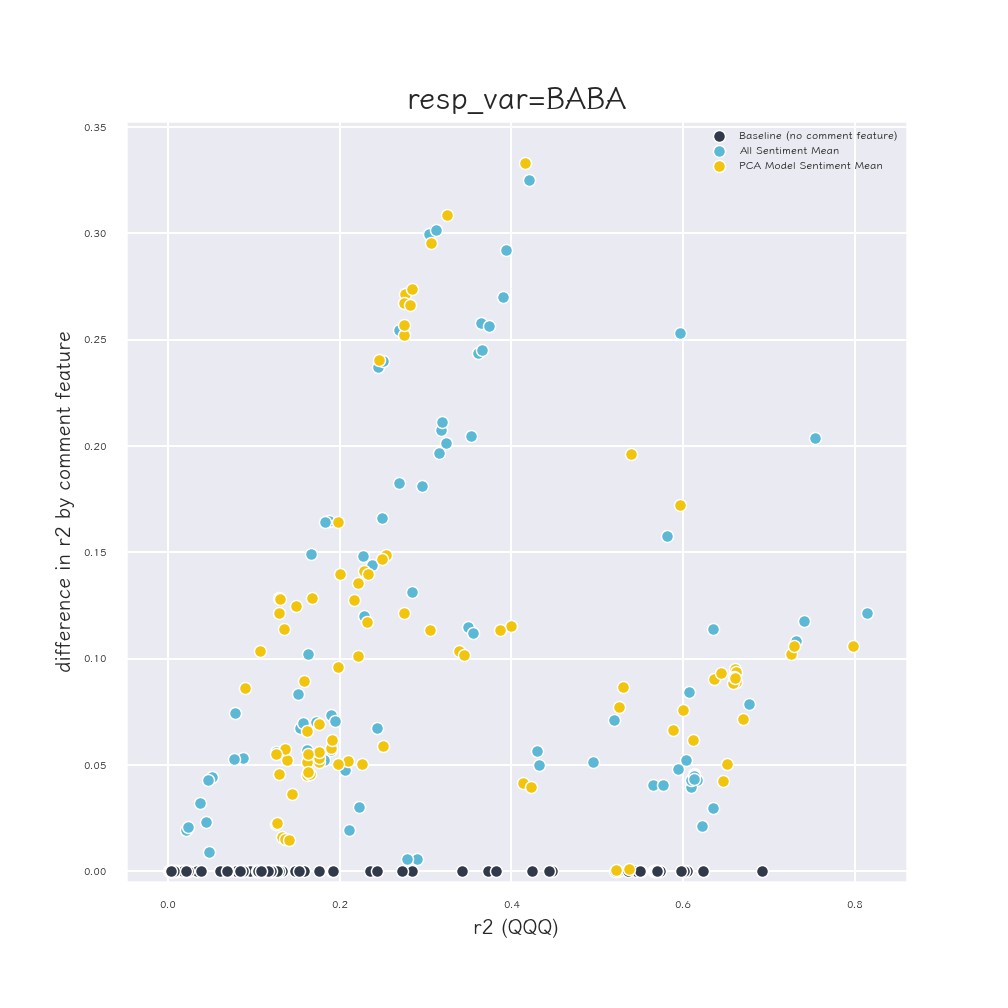 resp_var=BABA
Baseline (no comment feature)
All Sentiment Mean
PCA Model Sentiment Mean
difference in r2 by comment feature
0.35
0.30
0.25
0.20
0.15
0.10
0.05
0.00
0.0 0.2 0.4 0.6 0.8
r2 (QQQ)